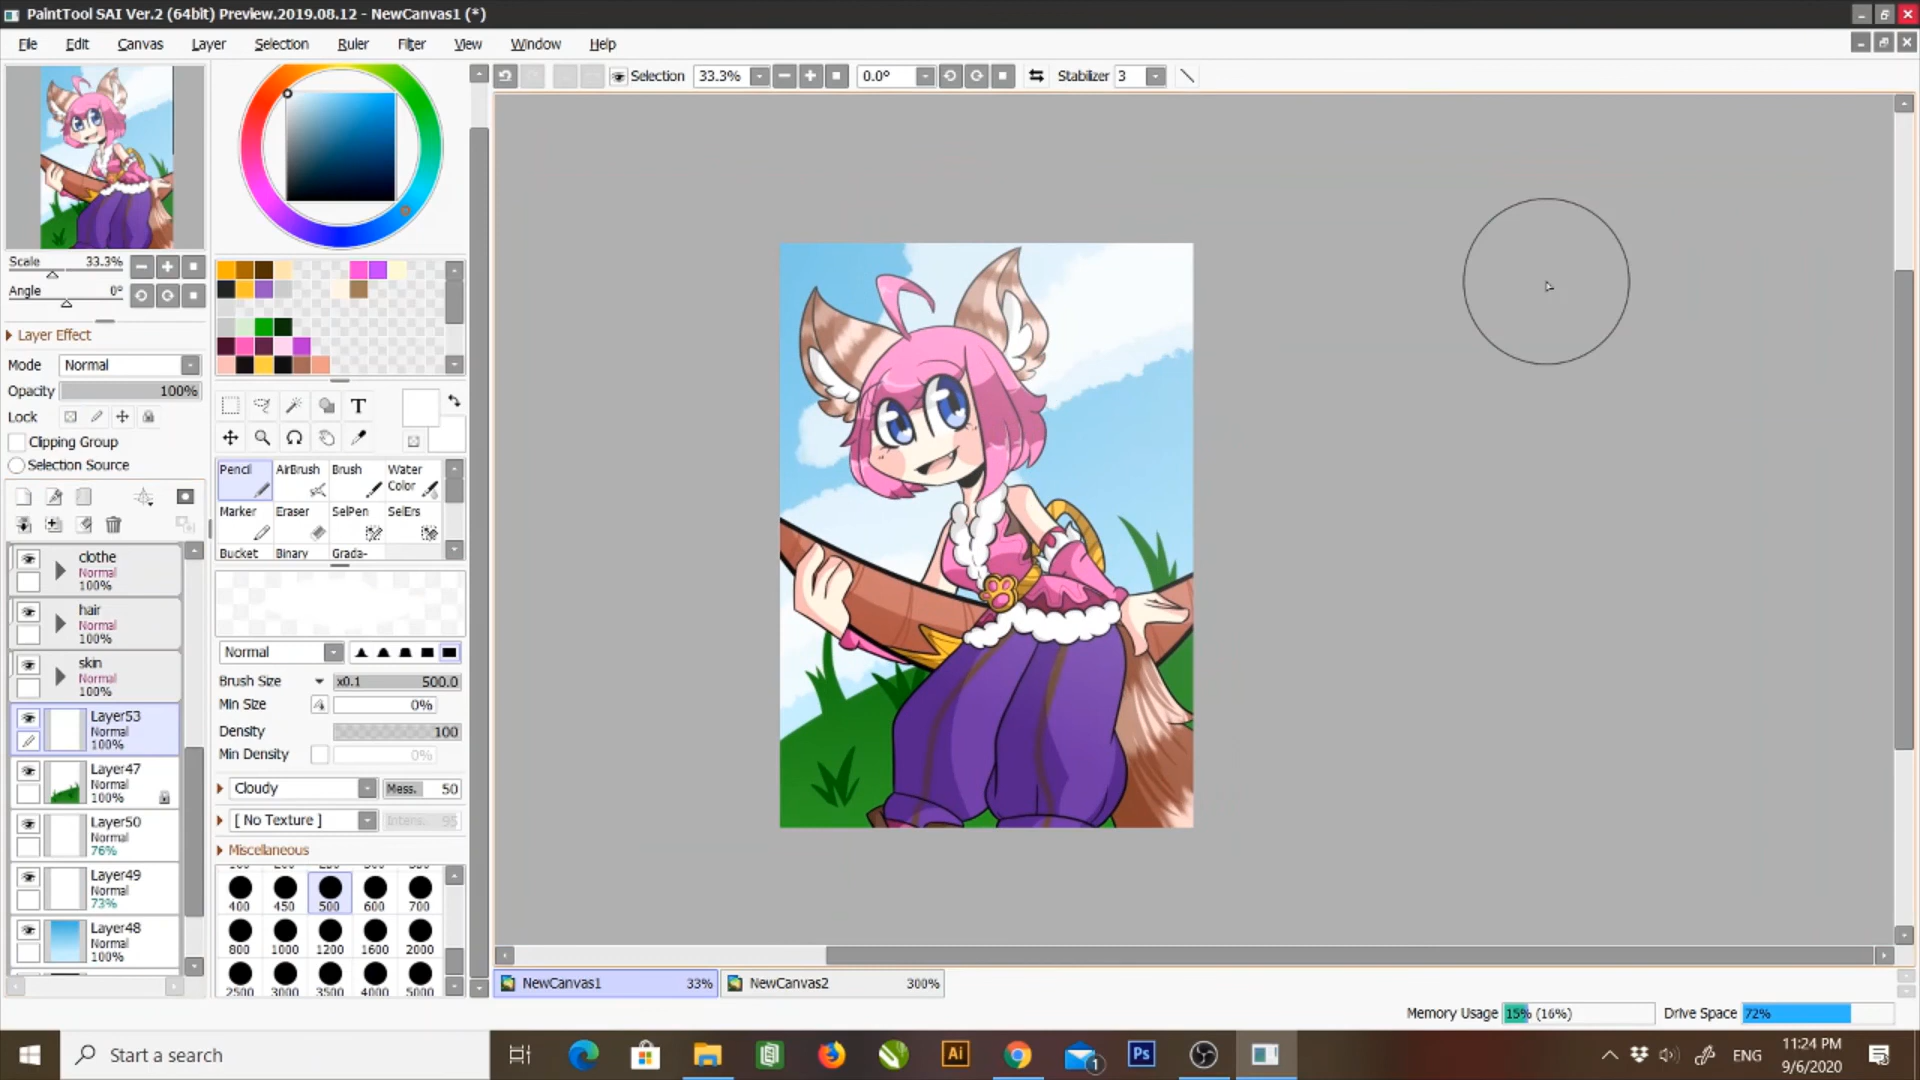 PaintTool SAI Ver.2 (64bit) Preview.2019.08.12 - NewCanvas1 (*)
File Edit Canvas Layer Selection Ruler Filter View Window Help
Selection 33.3% 0.0° Stabilizer 3
Scale 33.3%
Angle 0°
Layer Effect
Mode Normal
Opacity 100%
Lock
Clipping Group
Selection Source
clothe
Normal
100%
hair
Normal
100%
skin
Normal
100%
Layer53
Normal
100%
Layer47
Normal
100%
Layer50
Normal
76%
Layer49
Normal
73%
Layer48
Normal
100%
T
Pencil AirBrush Brush Water Color
Marker Eraser SelPen SelErs
Bucket Binary Grada-
Normal
Brush Size x0.1 500.0
Min Size 0%
Density 100
Min Density 0%
Cloudy Mess. 50
[ No Texture ] Intens. 95
Miscellaneous
400 450 500 600 700
800 1000 1200 1600 2000
2500 3000 3500 4000 5000
NewCanvas1 33% NewCanvas2 300%
Memory Usage 15% (16%) Drive Space 72%
Start a search
Ai
1
Ps
ENG
11:24 PM
9/6/2020